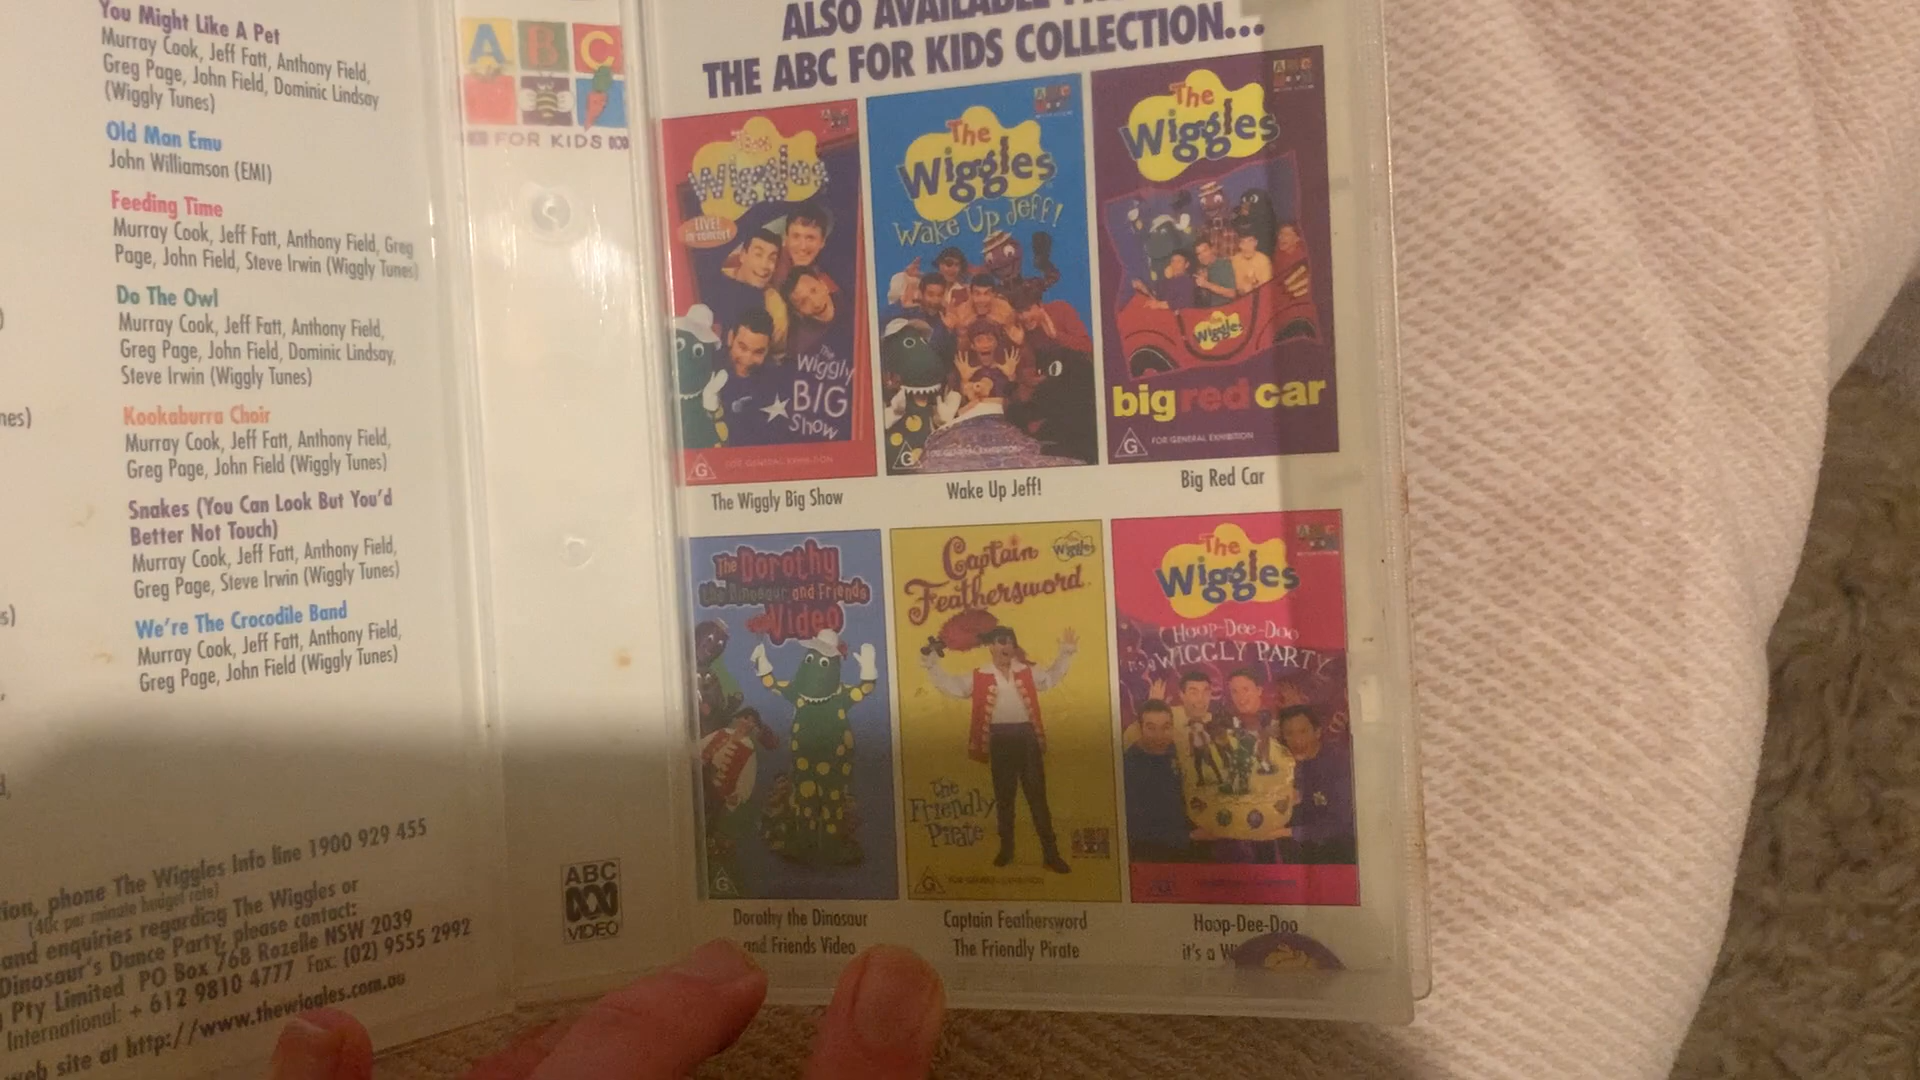 You Might Like A Pet
Murray Cook, Jeff Fatt, Anthony Field,
Greg Page, John Field, Dominic Lindsay
(Wiggly Tunes)
Old Man Emu
John Williamson (EMI)
Feeding Time
Murray Cook, Jeff Fatt, Anthony Field, Greg
Page, John Field, Steve Irwin (Wiggly Tunes)
Do The Owl
Murray Cook, Jeff Fatt, Anthony Field,
Greg Page, John Field, Dominic Lindsay,
Steve Irwin (Wiggly Tunes)
Kookaburra Choir
Murray Cook, Jeff Fatt, Anthony Field,
Greg Page, John Field (Wiggly Tunes)
Snakes (You Can Look But You'd
Better Not Touch)
Murray Cook, Jeff Fatt, Anthony Field,
Greg Page, Steve Irwin (Wiggly Tunes)
We're The Crocodile Band
Murray Cook, Jeff Fatt, Anthony Field,
Greg Page, John Field (Wiggly Tunes)
phone The Wiggles Info line 1900 929 455
and enquiries regarding The Wiggles or
Dinosaur's Dance Party, please contact:
Pty Limited PO Box 768 Rozelle NSW 2039
International: + 612 9810 4777 Fax: (02) 9555 2992
site at http://www.thewiggles.com.au
ABC
FOR KIDS
ABC
VIDEO
ALSO AVAILABLE
THE ABC FOR KIDS COLLECTION...
The
Wiggles
LIVE!
IN CONCERT
The
Wiggly
BIG
Show
G
FOR GENERAL EXHIBITION
The Wiggly Big Show
The
Wiggles
Wake Up Jeff!
G
Wake Up Jeff!
The
Wiggles
The
Wiggles
big red car
G FOR GENERAL EXHIBITION
Big Red Car
The Dorothy
the Dinosaur and Friends
Video
G
Dorothy the Dinosaur
and Friends Video
Captain
Feathersword
Wiggles
The
Friendly
Pirate
G
FOR GENERAL EXHIBITION
Captain Feathersword
The Friendly Pirate
The
Wiggles
Hoop-Dee-Doo
it's a WIGGLY PARTY
Hoop-Dee-Doo
it's a